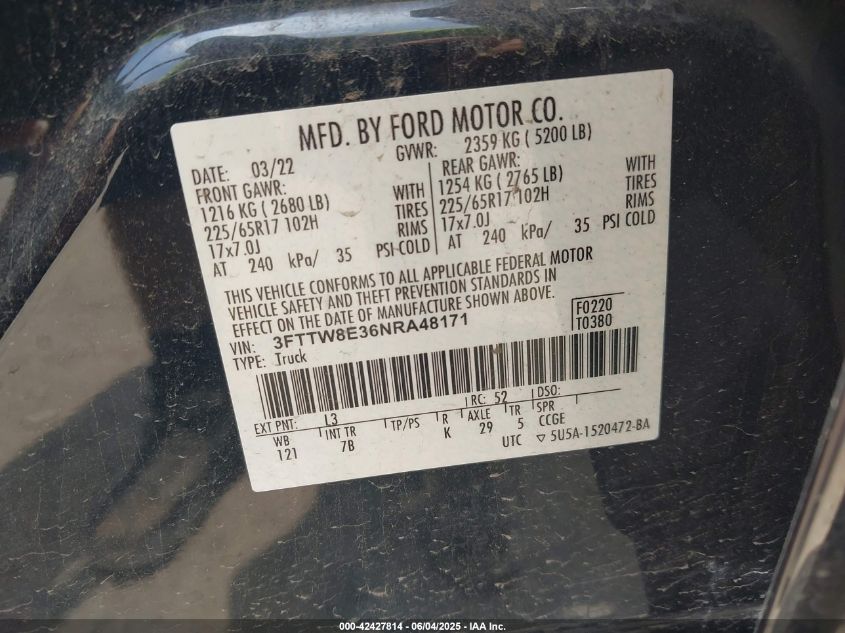 MFD. BY FORD MOTOR CO.
DATE: 03/22 GVWR: 2359 KG ( 5200 LB)
FRONT GAWR: REAR GAWR:
1216 KG ( 2680 LB) WITH 1254 KG ( 2765 LB) WITH
225/65R17 102H TIRES 225/65R17 102H TIRES
17x7.0J RIMS 17x7.0J RIMS
AT 240 kPa/ 35 PSI-COLD AT 240 kPa/ 35 PSI COLD
THIS VEHICLE CONFORMS TO ALL APPLICABLE FEDERAL MOTOR
VEHICLE SAFETY AND THEFT PREVENTION STANDARDS IN
EFFECT ON THE DATE OF MANUFACTURE SHOWN ABOVE.
VIN: 3FTTW8E36NRA48171 F0220
TYPE: Truck T0380
EXT PNT: L3 RC: 52 DSO:
WB INT TR TP/PS R AXLE TR SPR
121 7B K 29 5 CCGE
UTC ▽ 5U5A-1520472-BA
000-42427814 - 06/04/2025 - IAA Inc.